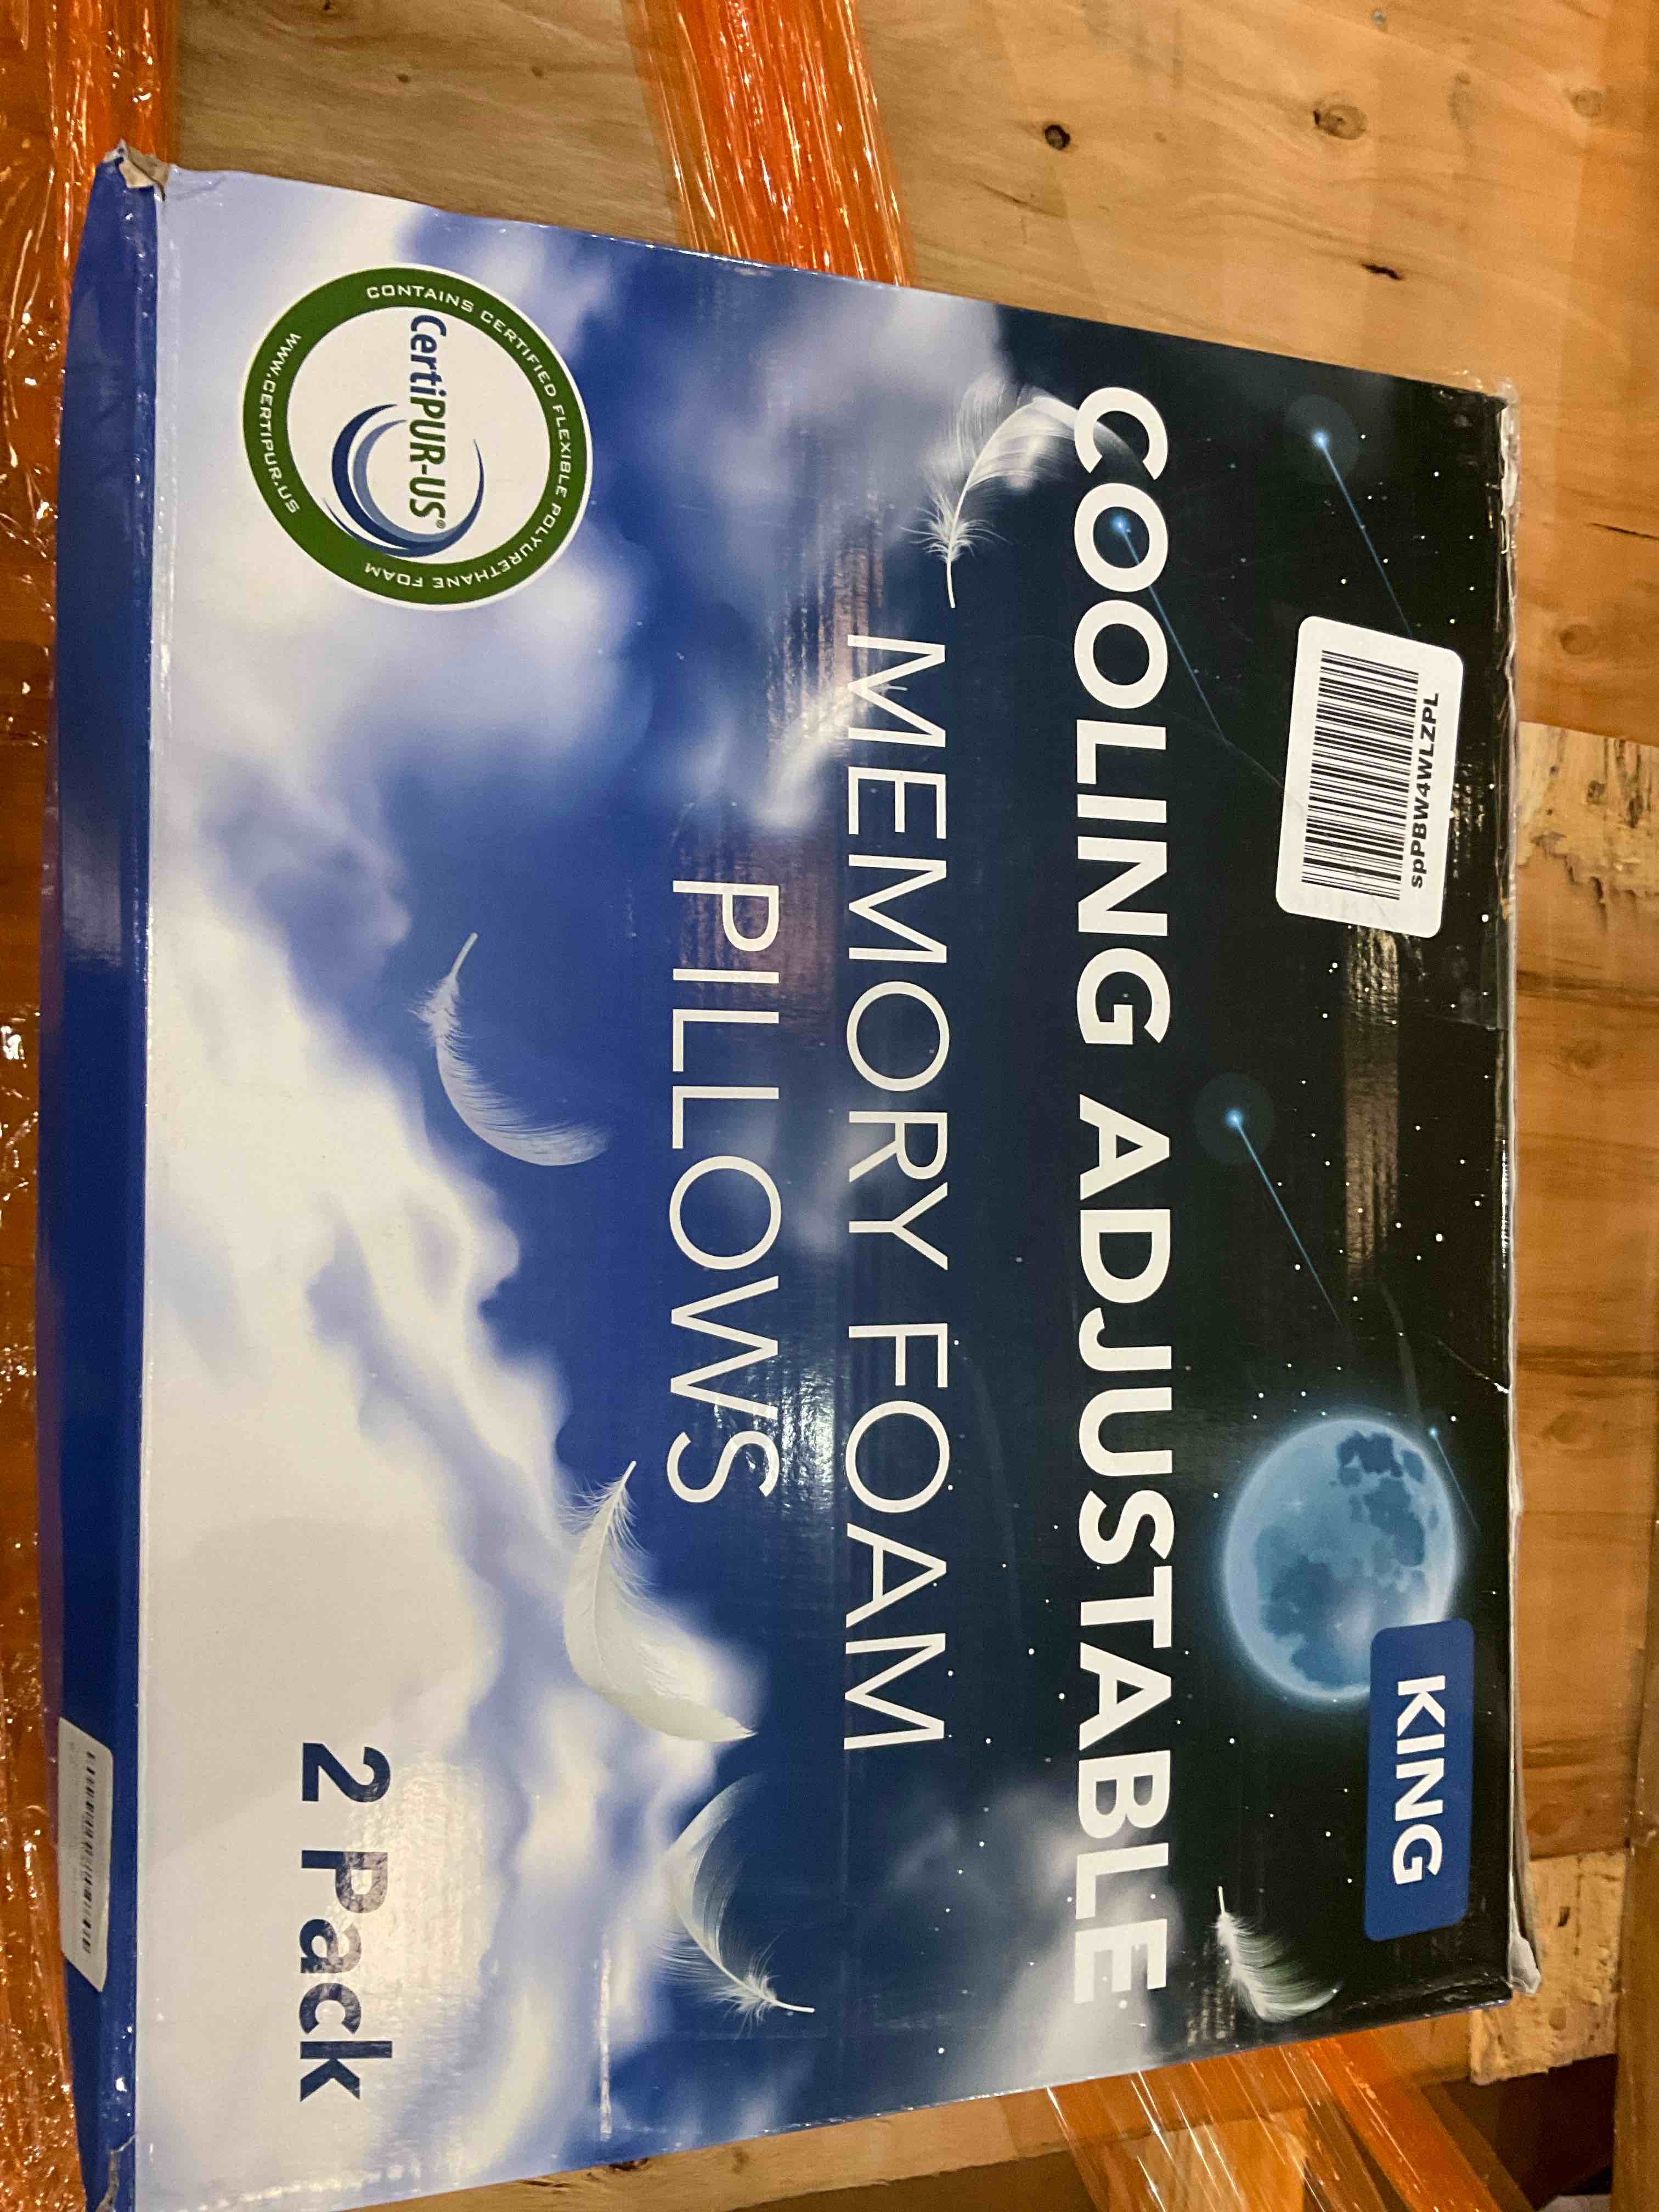 spPBW4WLZPL
KING
COOLING ADJUSTABLE
MEMORY FOAM
PILLOWS
CONTAINS CERTIFIED FLEXIBLE POLYURETHANE FOAM
CertiPUR-US®
WWW.CERTIPUR.US
2 Pack